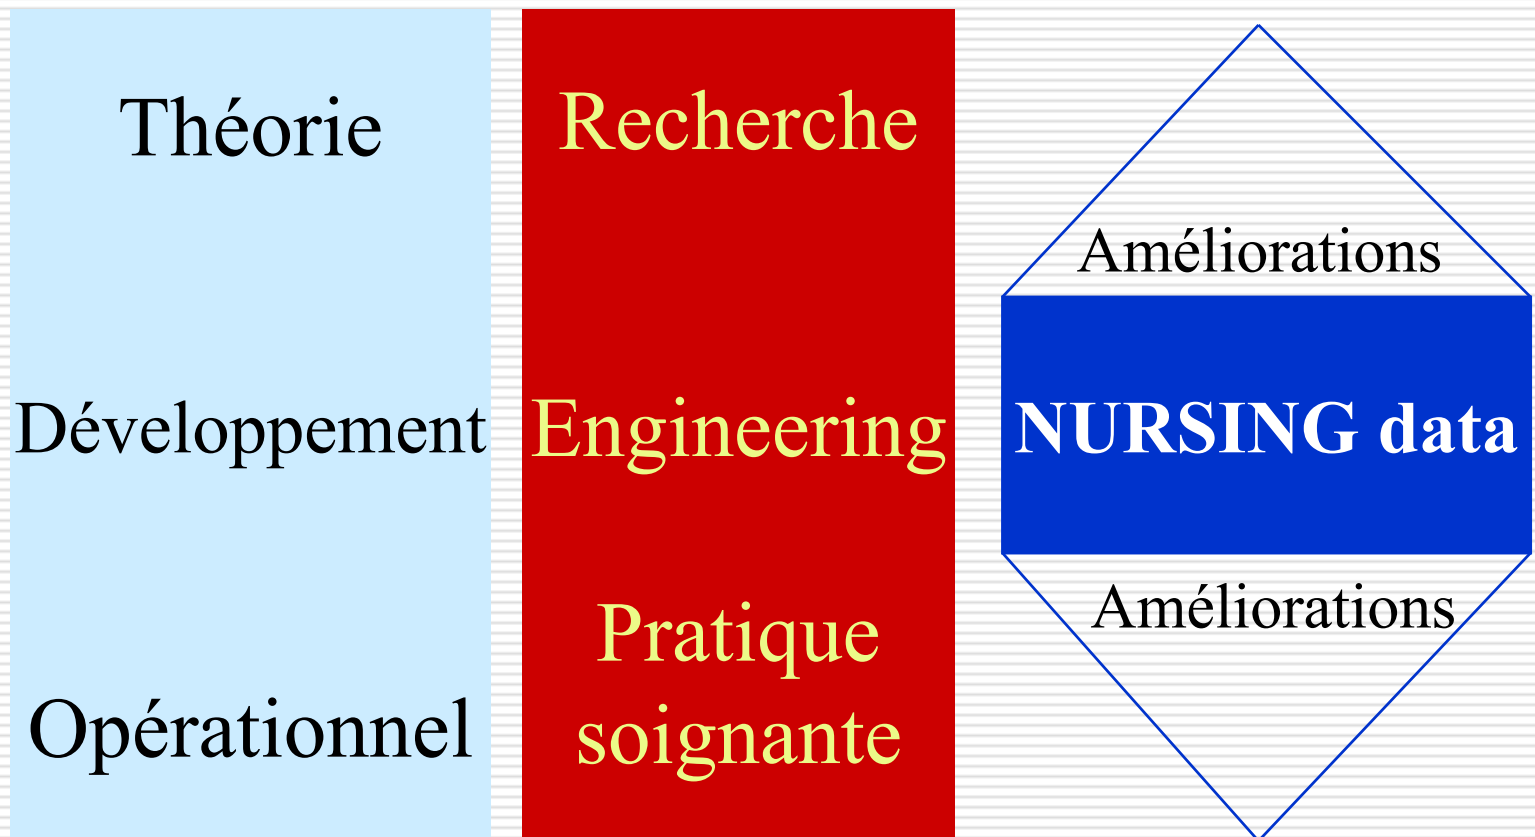 Théorie
Recherche
Améliorations
Développement
Engineering
NURSING data
Opérationnel
Pratique
soignante
Améliorations